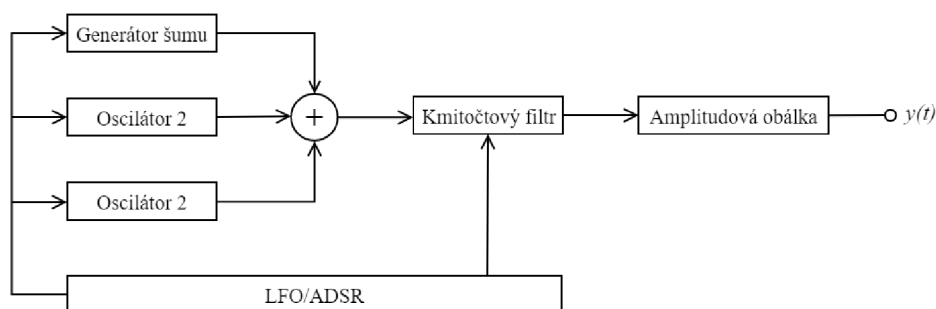 Generátor šumu
Oscilátor 2
+
Kmitočtový filtr
Amplitudová obálka
y(t)
Oscilátor 2
LFO/ADSR